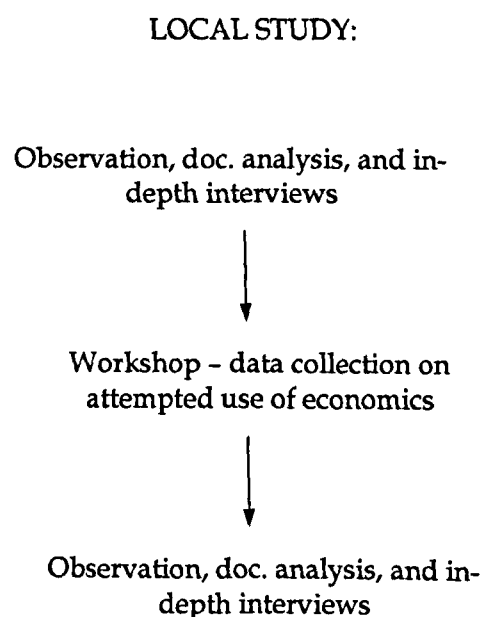 LOCAL STUDY:
Observation, doc. analysis, and in-
depth interviews
Workshop – data collection on
attempted use of economics
Observation, doc. analysis, and in-
depth interviews